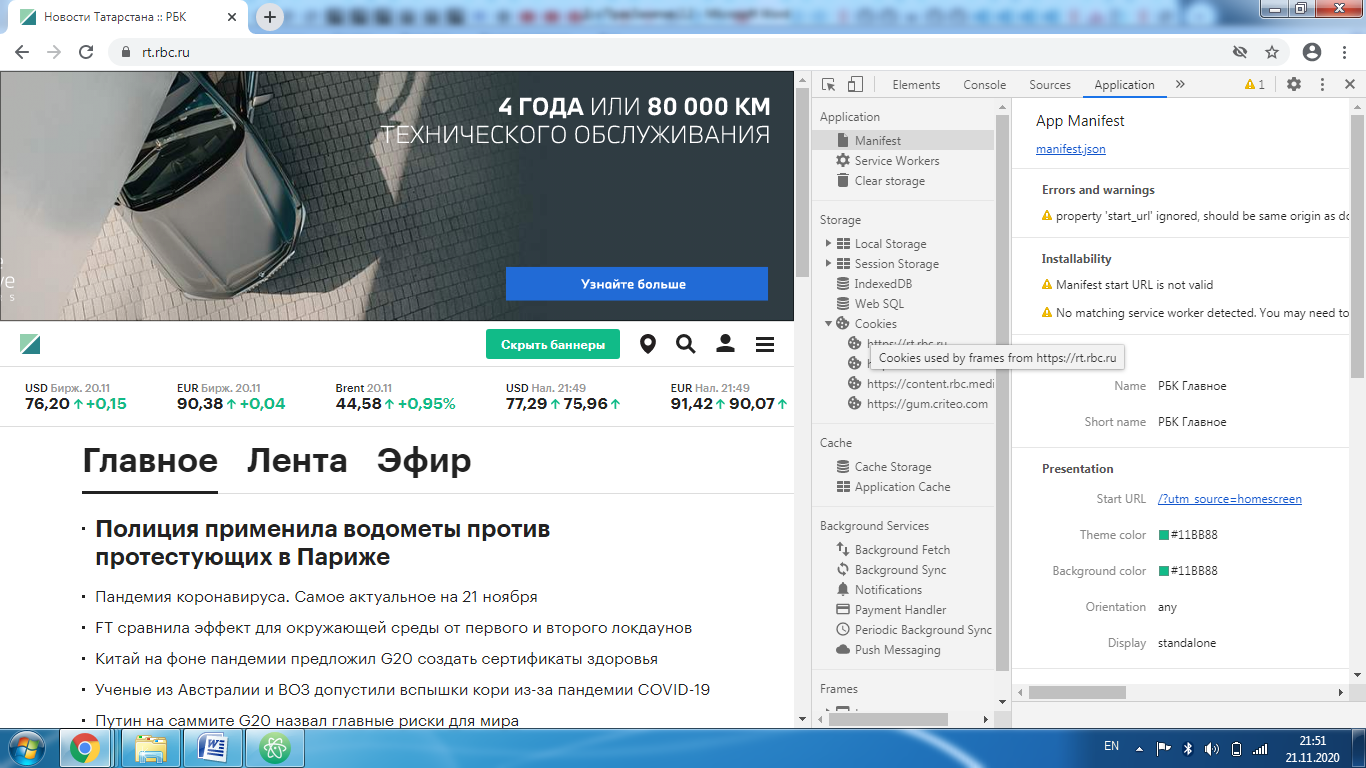 Новости Татарстана :: РБК
rt.rbc.ru
4 ГОДА ИЛИ 80 000 КМ
ТЕХНИЧЕСКОГО ОБСЛУЖИВАНИЯ
Узнайте больше
Скрыть баннеры
USD Бирж. 20.11
76,20 +0,15
EUR Бирж. 20.11
90,38 +0,04
Brent 20.11
44,58 +0,95%
USD Нал. 21:49
77,29 75,96
EUR Нал. 21:49
91,42 90,07
Главное Лента Эфир
Полиция применила водометы против
протестующих в Париже
Пандемия коронавируса. Самое актуальное на 21 ноября
FT сравнила эффект для окружающей среды от первого и второго локдаунов
Китай на фоне пандемии предложил G20 создать сертификаты здоровья
Ученые из Австралии и ВОЗ допустили вспышки кори из-за пандемии COVID-19
Путин на саммите G20 назвал главные риски для мира
Elements Console Sources Application » 1
Application
Manifest
Service Workers
Clear storage
Storage
Local Storage
Session Storage
IndexedDB
Web SQL
Cookies
https://rt.rbc.ru
Cookies used by frames from https://rt.rbc.ru
https://content.rbc.medi
https://gum.criteo.com
Cache
Cache Storage
Application Cache
Background Services
Background Fetch
Background Sync
Notifications
Payment Handler
Periodic Background Sync
Push Messaging
Frames
App Manifest
manifest.json
Errors and warnings
property 'start_url' ignored, should be same origin as do
Installability
Manifest start URL is not valid
No matching service worker detected. You may need to
Name РБК Главное
Short name РБК Главное
Presentation
Start URL /?utm_source=homescreen
Theme color #11BB88
Background color #11BB88
Orientation any
Display standalone
EN
21:51
21.11.2020